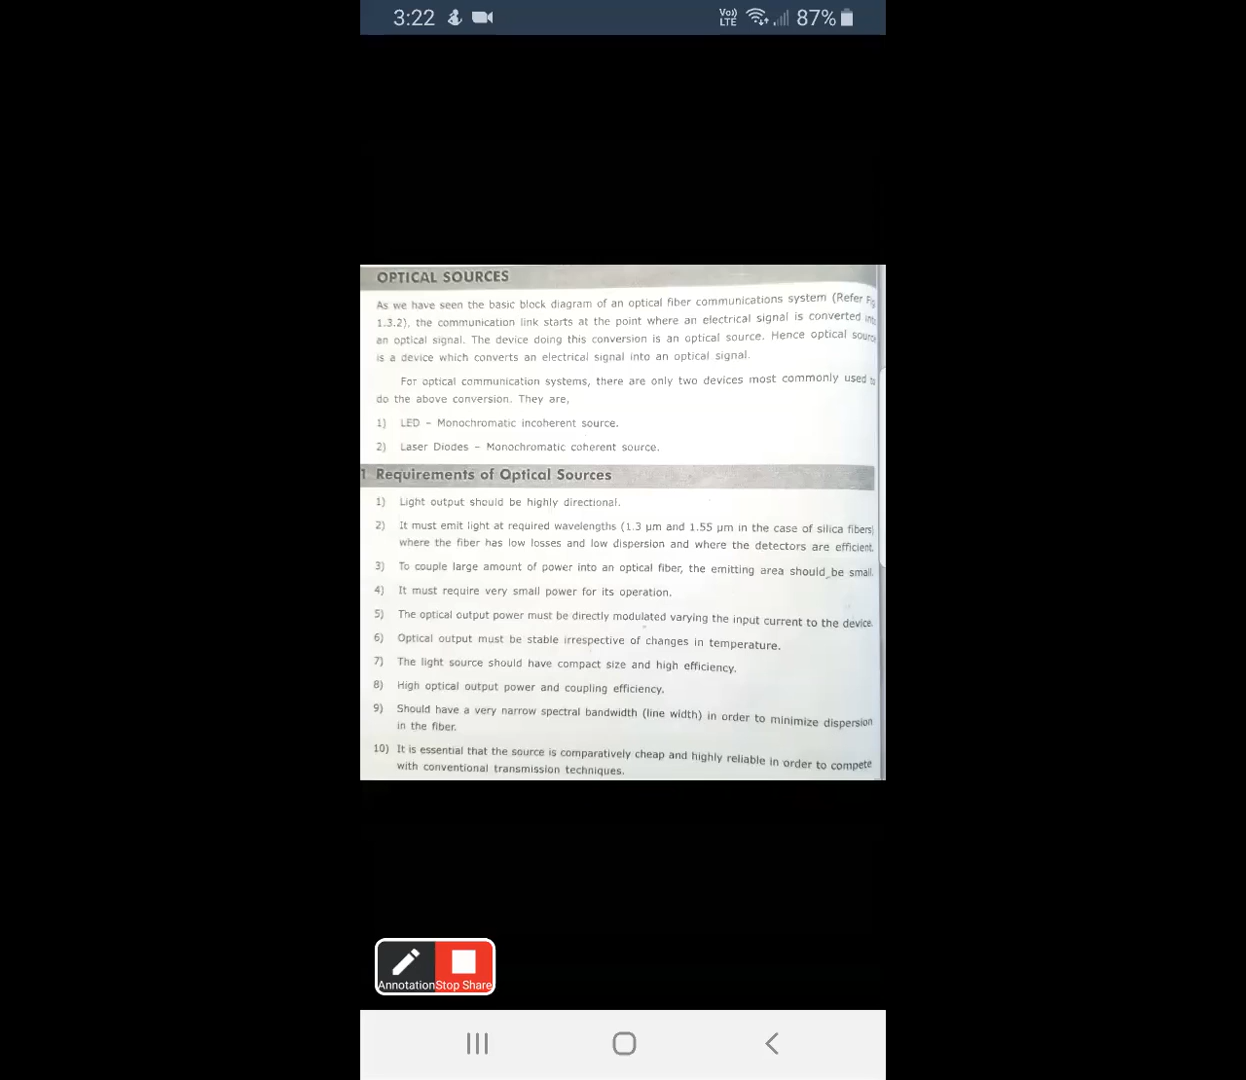 3:22 Vo)) LTE 87%
OPTICAL SOURCES
As we have seen the basic block diagram of an optical fiber communications system (Refer
1.3.2), the communication link starts at the point where an electrical signal is converted
an optical signal. The device doing this conversion is an optical source. Hence optical
is a device which converts an electrical signal into an optical signal.
For optical communication systems, there are only two devices most commonly used
do the above conversion. They are,
1) LED – Monochromatic incoherent source.
2) Laser Diodes – Monochromatic coherent source.
1 Requirements of Optical Sources
1) Light output should be highly directional.
2) It must emit light at required wavelengths (1.3 µm and 1.55 µm in the case of silica fibers)
where the fiber has low losses and low dispersion and where the detectors are efficient.
3) To couple large amount of power into an optical fiber, the emitting area should be small.
4) It must require very small power for its operation.
5) The optical output power must be directly modulated varying the input current to the device.
6) Optical output must be stable irrespective of changes in temperature.
7) The light source should have compact size and high efficiency.
8) High optical output power and coupling efficiency.
9) Should have a very narrow spectral bandwidth (line width) in order to minimize dispersion
in the fiber.
10) It is essential that the source is comparatively cheap and highly reliable in order to compete
with conventional transmission techniques.
Annotation Stop Share